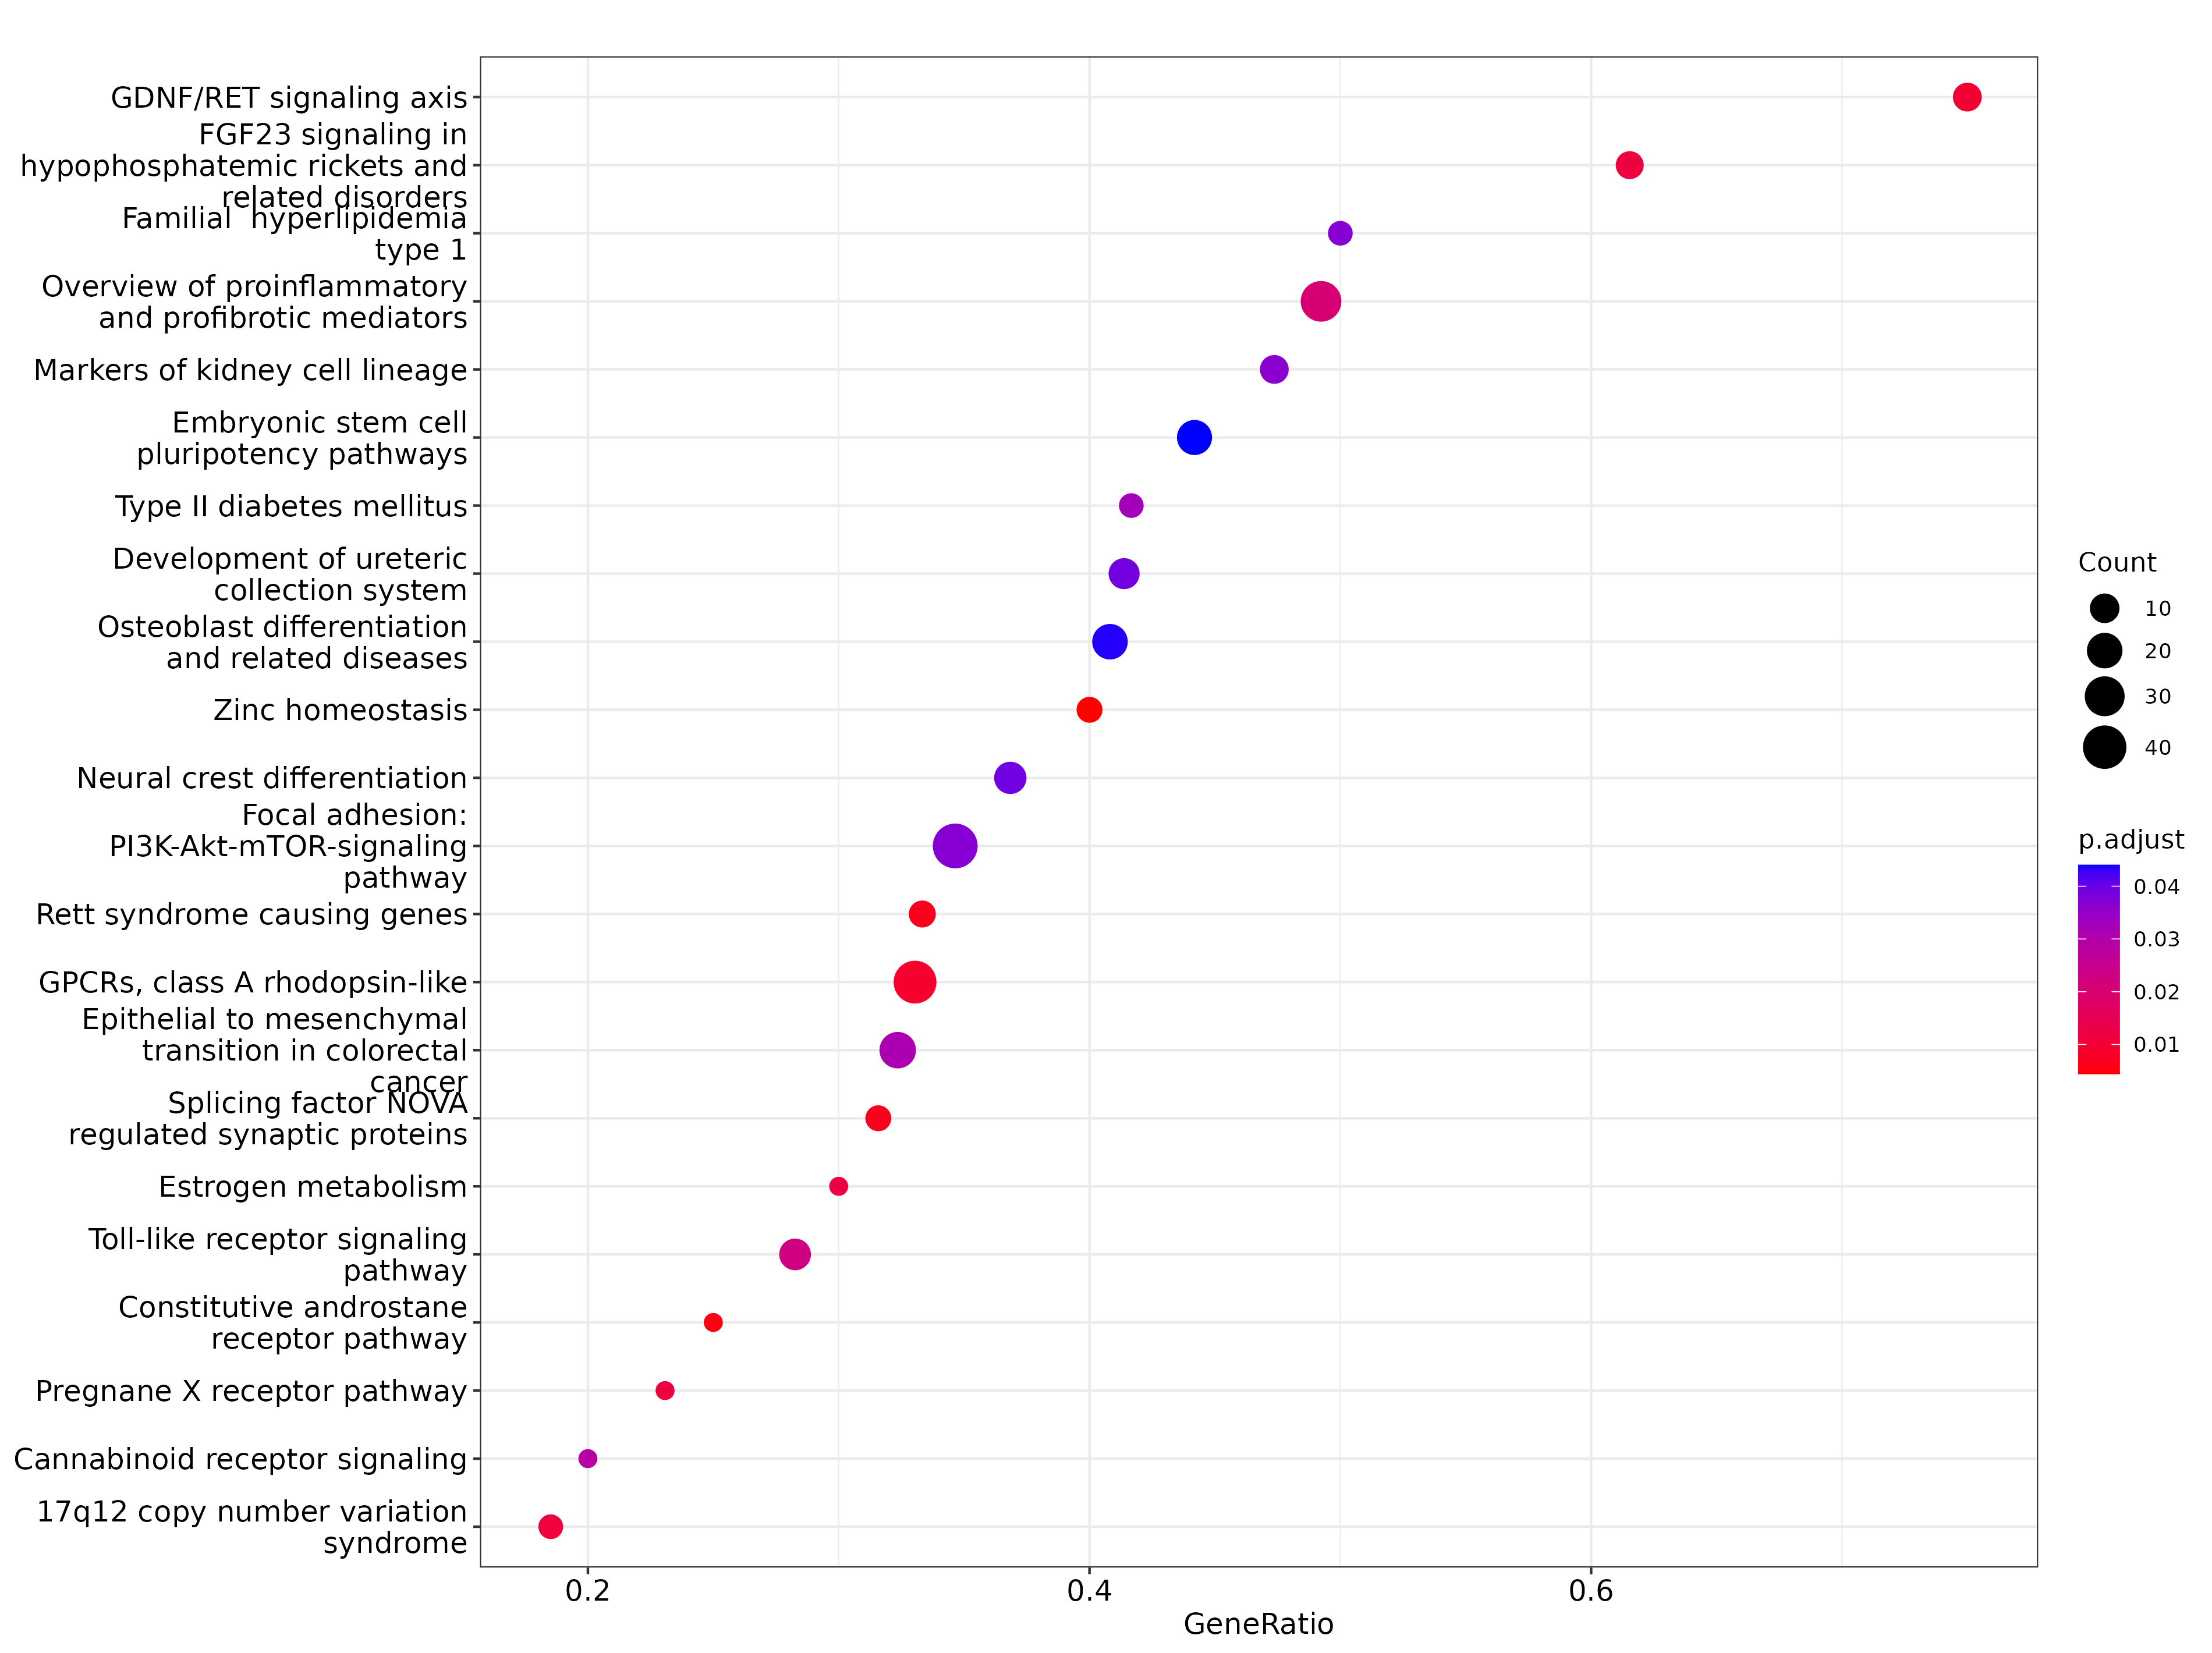 GDNF/RET signaling axis
FGF23 signaling in
hypophosphatemic rickets and
related disorders
Familial  hyperlipidemia
type 1
Overview of proinflammatory
and profibrotic mediators
Markers of kidney cell lineage
Embryonic stem cell
pluripotency pathways
Type II diabetes mellitus
Development of ureteric
collection system
Osteoblast differentiation
and related diseases
Zinc homeostasis
Neural crest differentiation
Focal adhesion:
PI3K-Akt-mTOR-signaling
pathway
Rett syndrome causing genes
GPCRs, class A rhodopsin-like
Epithelial to mesenchymal
transition in colorectal
cancer
Splicing factor NOVA
regulated synaptic proteins
Estrogen metabolism
Toll-like receptor signaling
pathway
Constitutive androstane
receptor pathway
Pregnane X receptor pathway
Cannabinoid receptor signaling
17q12 copy number variation
syndrome
0.2
0.4
0.6
GeneRatio
Count
10
20
30
40
p.adjust
0.04
0.03
0.02
0.01